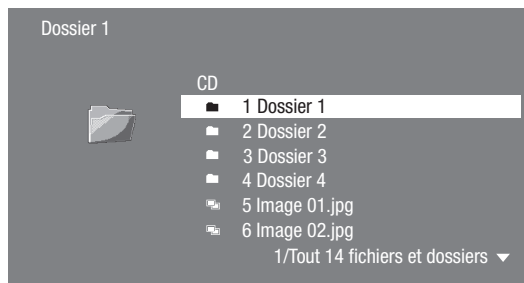 Dossier 1
CD
1 Dossier 1
2 Dossier 2
3 Dossier 3
4 Dossier 4
5 Image 01.jpg
6 Image 02.jpg
1/Tout 14 fichiers et dossiers